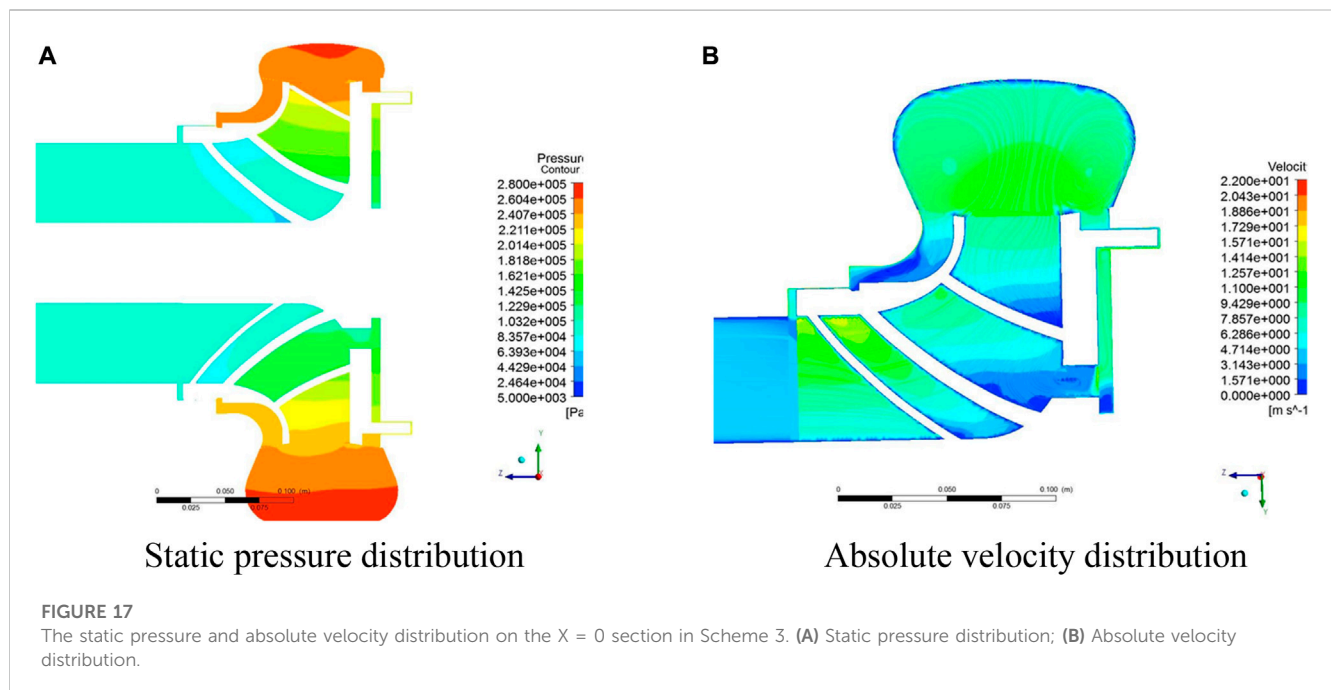 A
B
Pressure
Contour
2.800e+005
2.604e+005
2.407e+005
2.211e+005
2.014e+005
1.818e+005
1.621e+005
1.425e+005
1.229e+005
1.032e+005
8.357e+004
6.393e+004
4.429e+004
2.464e+004
5.000e+003
[Pa
Y
Z
0 0.050 0.100 (m)
0.025 0.075
Velocit
2.200e+001
2.043e+001
1.886e+001
1.729e+001
1.571e+001
1.414e+001
1.257e+001
1.100e+001
9.429e+000
7.857e+000
6.286e+000
4.714e+000
3.143e+000
1.571e+000
0.000e+000
[m s^-1
Z
Y
0 0.050 0.100 (m)
0.025 0.075
Static pressure distribution
Absolute velocity distribution
FIGURE 17
The static pressure and absolute velocity distribution on the X = 0 section in Scheme 3. (A) Static pressure distribution; (B) Absolute velocity
distribution.